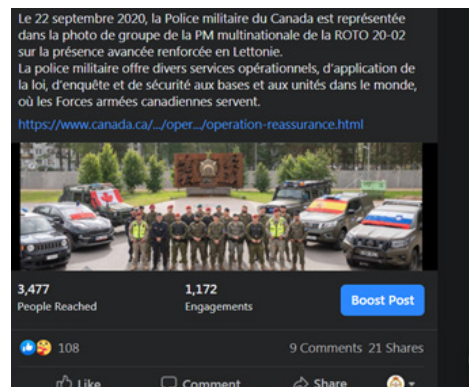 Le 22 septembre 2020, la Police militaire du Canada est représentée
dans la photo de groupe de la PM multinationale de la ROTO 20-02
sur la présence avancée renforcée en Lettonie.
La police militaire offre divers services opérationnels, d'application de
la loi, d'enquête et de sécurité aux bases et aux unités dans le monde,
où les Forces armées canadiennes servent.
https://www.canada.ca/.../oper.../operation-reassurance.html
3,477 1,172
People Reached Engagements Boost Post
108 9 Comments 21 Shares
Like Comment Share